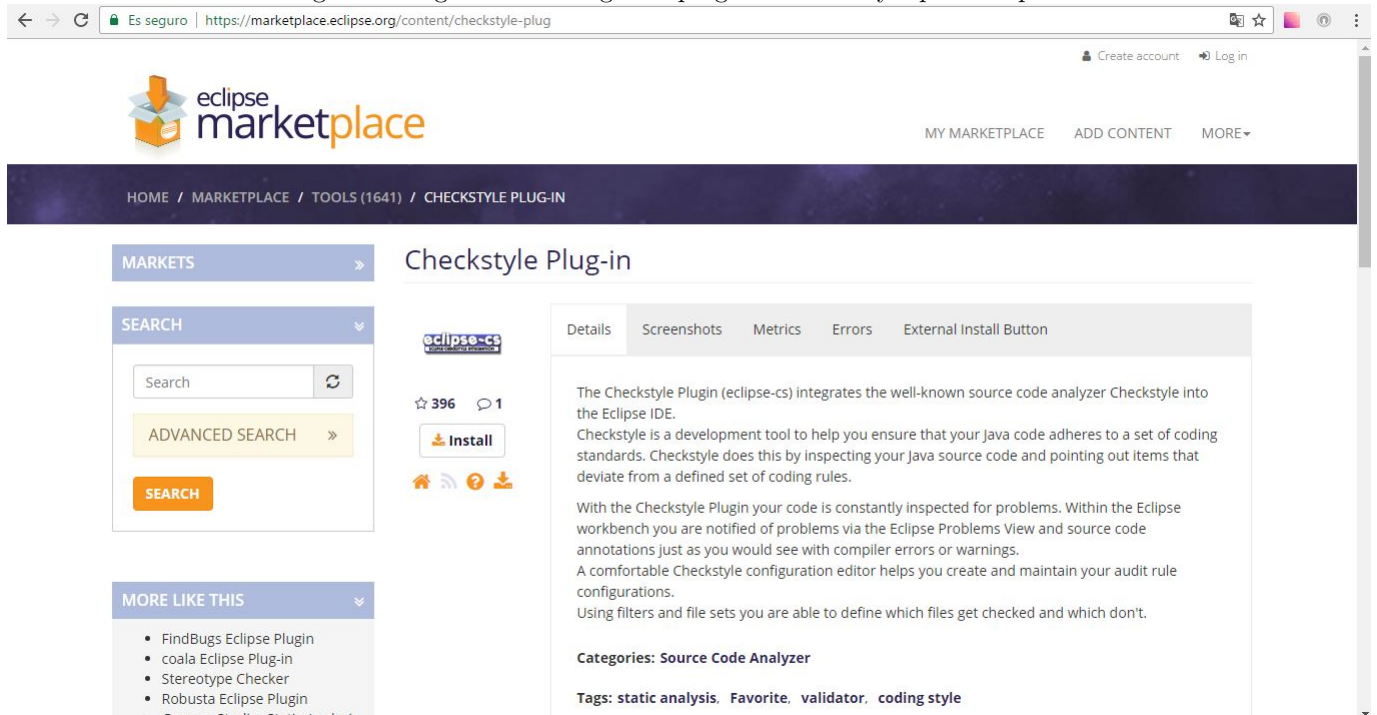 Es seguro | https://marketplace.eclipse.org/content/checkstyle-plug
Create account Log in
eclipse
marketplace
MY MARKETPLACE ADD CONTENT MORE
HOME / MARKETPLACE / TOOLS (1641) / CHECKSTYLE PLUG-IN
MARKETS »
Checkstyle Plug-in
SEARCH
Search
ADVANCED SEARCH »
SEARCH
eclipse-cs
396 1
Install
Details Screenshots Metrics Errors External Install Button
The Checkstyle Plugin (eclipse-cs) integrates the well-known source code analyzer Checkstyle into
the Eclipse IDE.
Checkstyle is a development tool to help you ensure that your Java code adheres to a set of coding
standards. Checkstyle does this by inspecting your Java source code and pointing out items that
deviate from a defined set of coding rules.
With the Checkstyle Plugin your code is constantly inspected for problems. Within the Eclipse
workbench you are notified of problems via the Eclipse Problems View and source code
annotations just as you would see with compiler errors or warnings.
A comfortable Checkstyle configuration editor helps you create and maintain your audit rule
configurations.
Using filters and file sets you are able to define which files get checked and which don't.
Categories: Source Code Analyzer
Tags: static analysis, Favorite, validator, coding style
MORE LIKE THIS
• FindBugs Eclipse Plugin
• coala Eclipse Plug-in
• Stereotype Checker
• Robusta Eclipse Plugin